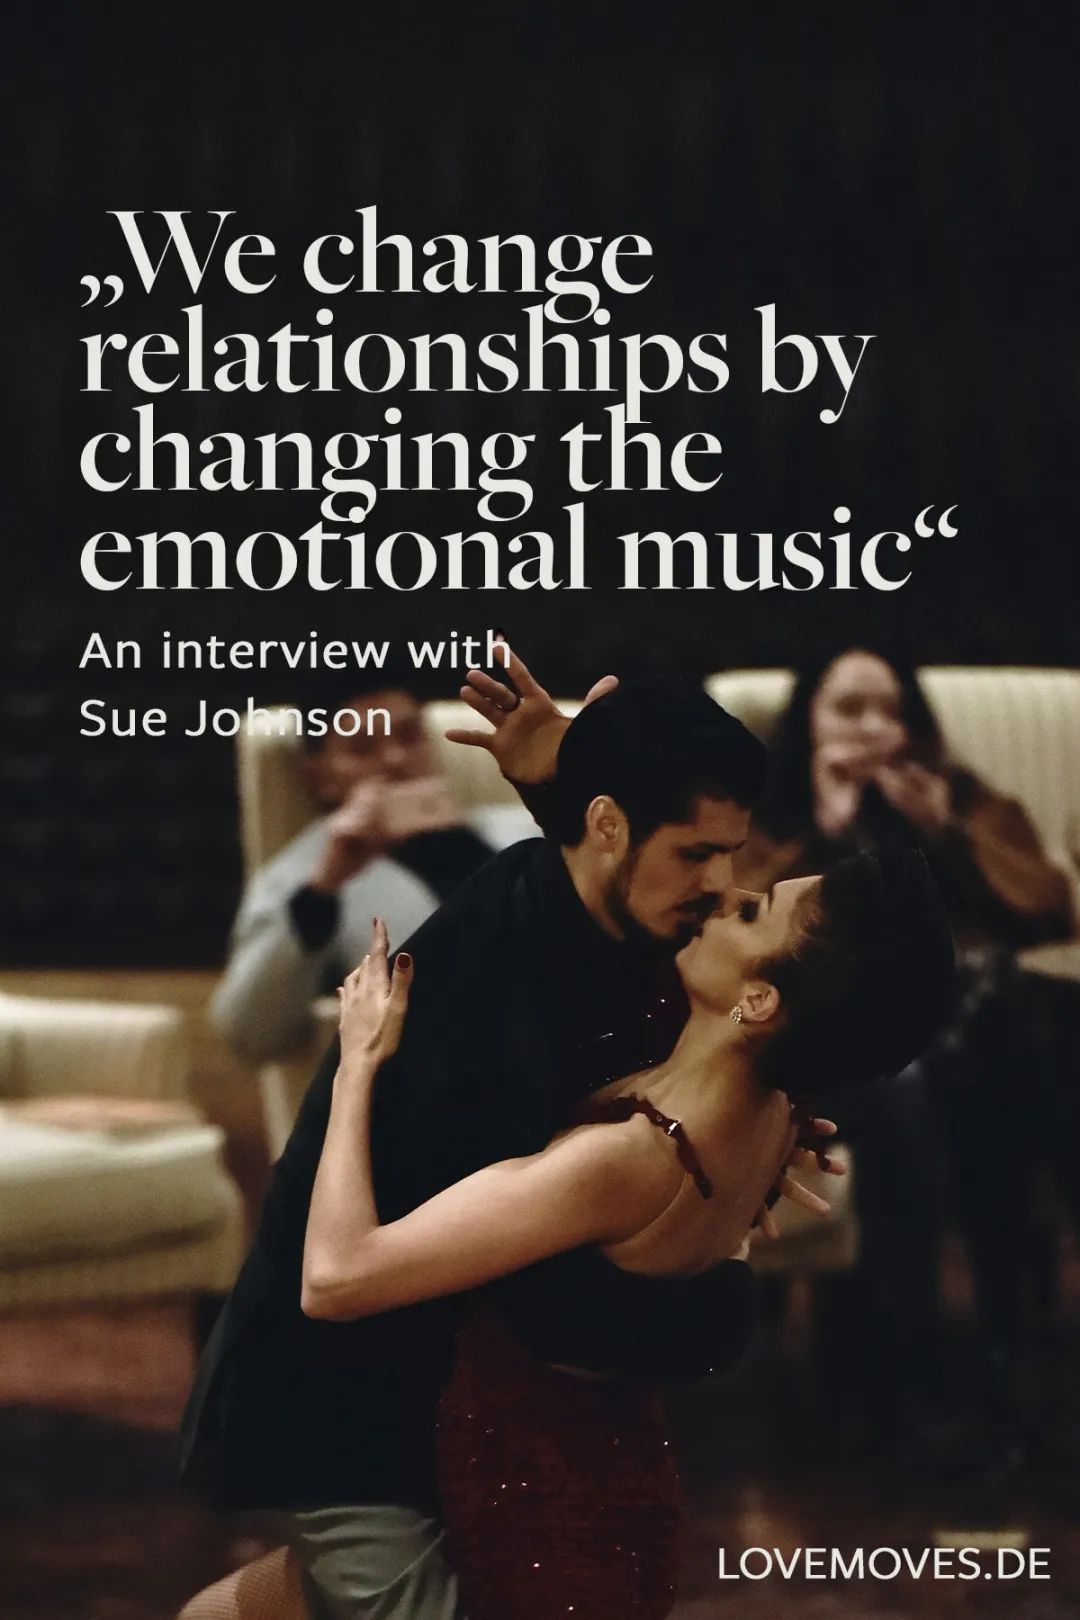 „We change
relationships by
changing the
emotional music“
An interview with
Sue Johnson
LOVEMOVES.DE